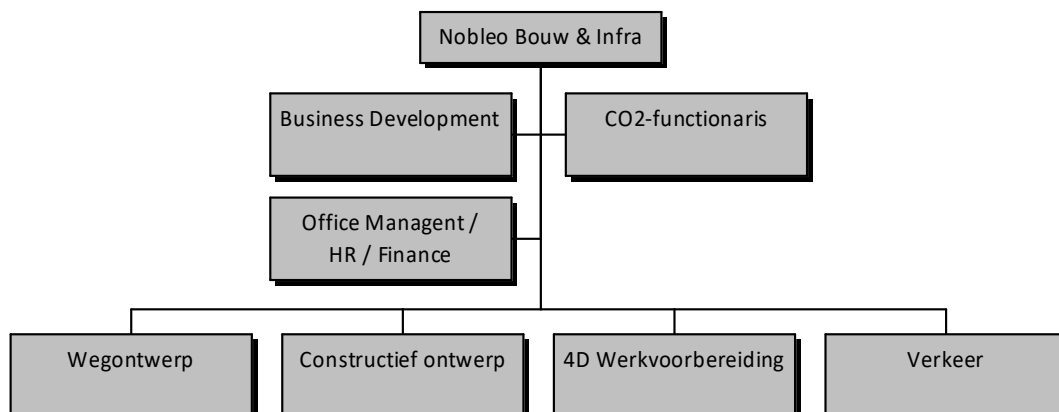 Nobleo Bouw & Infra
Business Development
CO2-functionaris
Office Managent /
HR / Finance
Wegontwerp
Constructief ontwerp
4D Werkvoorbereiding
Verkeer